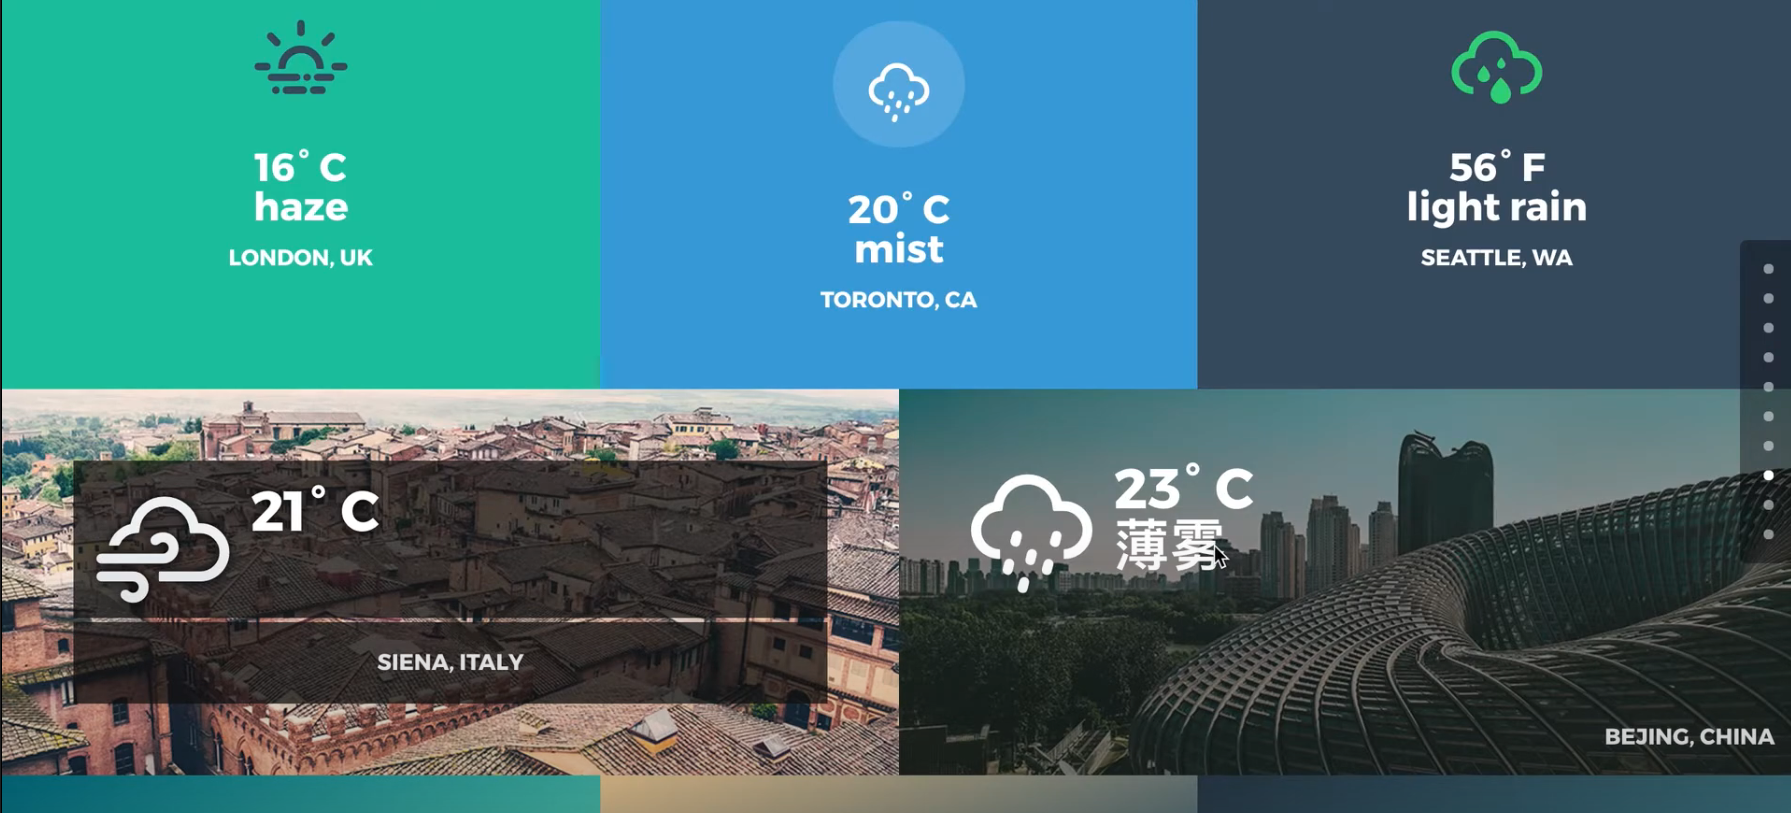 16° C
haze
LONDON, UK
20° C
mist
TORONTO, CA
56° F
light rain
SEATTLE, WA
21° C
SIENA, ITALY
23° C
薄雾
BEJING, CHINA